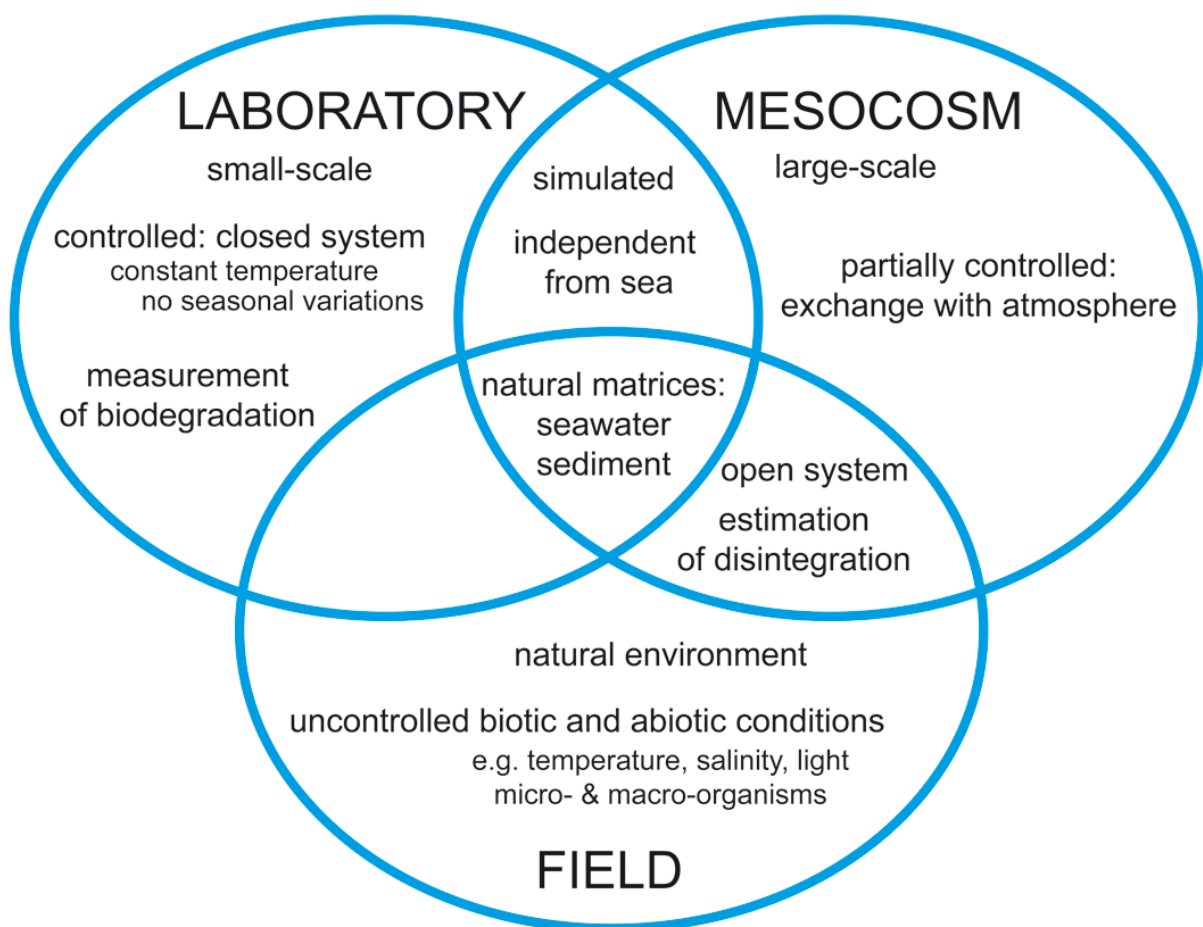 LABORATORY
small-scale
controlled: closed system
constant temperature
no seasonal variations
measurement
of biodegradation
simulated
independent
from sea
MESOCOSM
large-scale
partially controlled:
exchange with atmosphere
natural matrices:
seawater
sediment
open system
estimation
of disintegration
natural environment
uncontrolled biotic and abiotic conditions
e.g. temperature, salinity, light
micro- & macro-organisms
FIELD